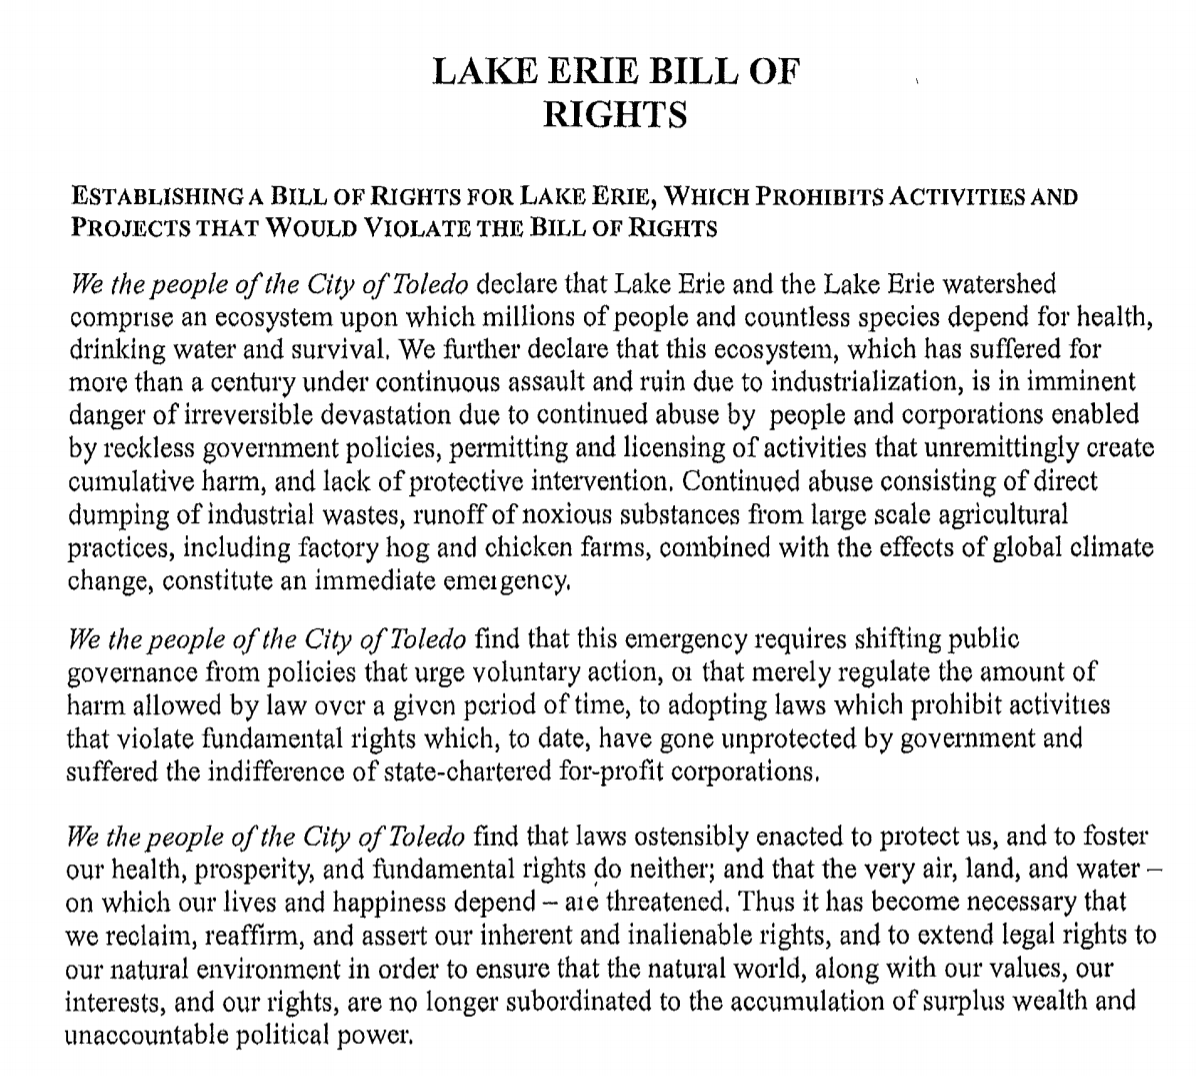 LAKE ERIE BILL OF
RIGHTS
ESTABLISHING A BILL OF RIGHTS FOR LAKE ERIE, WHICH PROHIBITS ACTIVITIES AND
PROJECTS THAT WOULD VIOLATE THE BILL OF RIGHTS
We the people of the City of Toledo declare that Lake Erie and the Lake Erie watershed
comprise an ecosystem upon which millions of people and countless species depend for health,
drinking water and survival. We further declare that this ecosystem, which has suffered for
more than a century under continuous assault and ruin due to industrialization, is in imminent
danger of irreversible devastation due to continued abuse by people and corporations enabled
by reckless government policies, permitting and licensing of activities that unremittingly create
cumulative harm, and lack of protective intervention. Continued abuse consisting of direct
dumping of industrial wastes, runoff of noxious substances from large scale agricultural
practices, including factory hog and chicken farms, combined with the effects of global climate
change, constitute an immediate emergency.
We the people of the City of Toledo find that this emergency requires shifting public
governance from policies that urge voluntary action, or that merely regulate the amount of
harm allowed by law over a given period of time, to adopting laws which prohibit activities
that violate fundamental rights which, to date, have gone unprotected by government and
suffered the indifference of state-chartered for-profit corporations.
We the people of the City of Toledo find that laws ostensibly enacted to protect us, and to foster
our health, prosperity, and fundamental rights do neither; and that the very air, land, and water –
on which our lives and happiness depend – are threatened. Thus it has become necessary that
we reclaim, reaffirm, and assert our inherent and inalienable rights, and to extend legal rights to
our natural environment in order to ensure that the natural world, along with our values, our
interests, and our rights, are no longer subordinated to the accumulation of surplus wealth and
unaccountable political power.